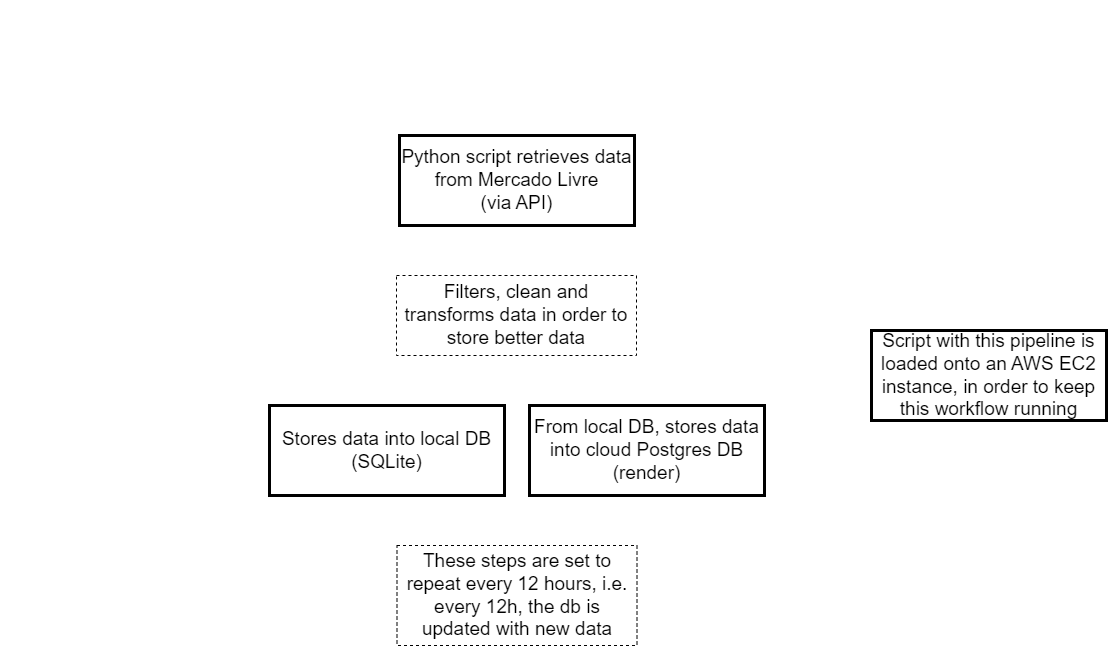 Python script retrieves data
from Mercado Livre
(via API)
Filters, clean and
transforms data in order to
store better data
Script with this pipeline is
loaded onto an AWS EC2
instance, in order to keep
this workflow running
Stores data into local DB
(SQLite)
From local DB, stores data
into cloud Postgres DB
(render)
These steps are set to
repeat every 12 hours, i.e.
every 12h, the db is
updated with new data